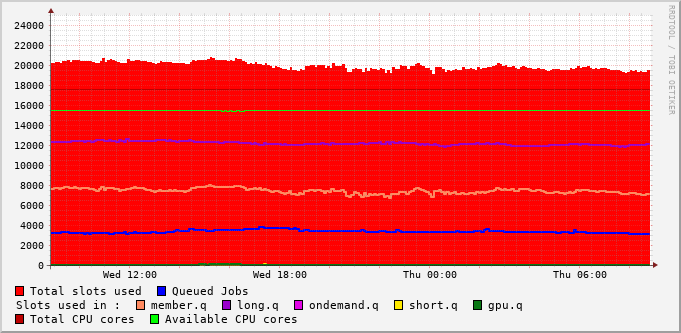 RRDTOOL / TOBI OETIKER
24000
22000
20000
18000
16000
14000
12000
10000
8000
6000
4000
2000
0
Wed 12:00 Wed 18:00 Thu 00:00 Thu 06:00
Total slots used Queued Jobs
Slots used in : member.q long.q ondemand.q short.q gpu.q
Total CPU cores Available CPU cores